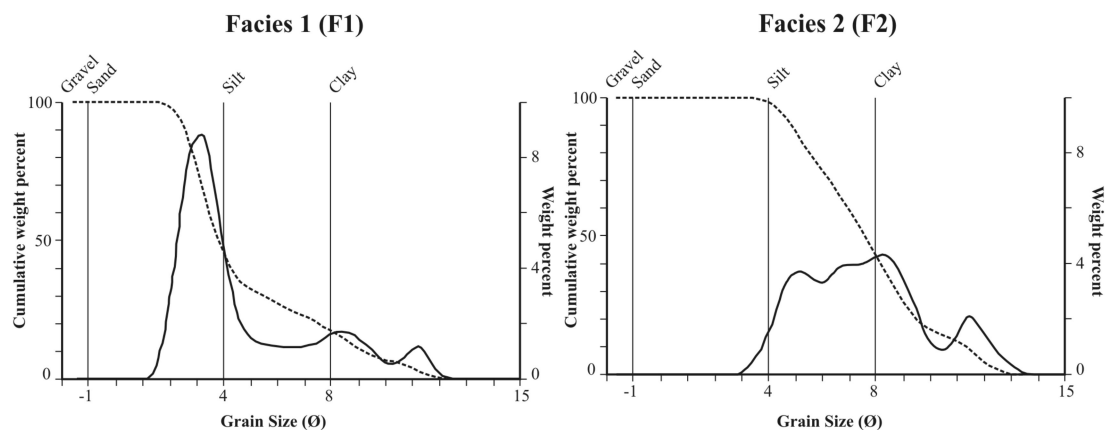 Facies 1 (F1)
Gravel
Sand
Silt
Clay
100
50
0
Cumulative weight percent
8
4
0
Weight percent
-1
4
8
15
Grain Size (Ø)
Facies 2 (F2)
Gravel
Sand
Silt
Clay
100
50
0
Cumulative weight percent
8
4
0
Weight percent
-1
4
8
15
Grain Size (Ø)